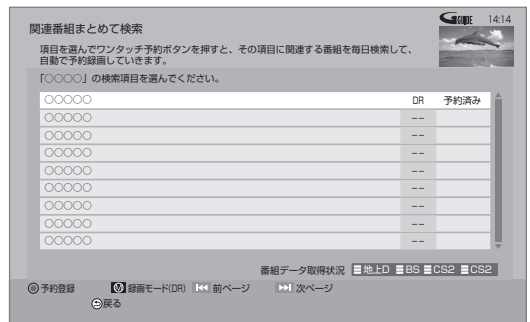 GGUIDE 14:14
関連番組まとめて検索
項目を選んでワンタッチ予約ボタンを押すと、その項目に関連する番組を毎日検索して、
自動で予約録画していきます。
「○○○○」の検索項目を選んでください。
○○○○○ DR 予約済み
○○○○○ --
○○○○○ --
○○○○○ --
○○○○○ --
○○○○○ --
○○○○○ --
○○○○○ --
○○○○○ --
番組データ取得状況 地上D BS CS2 CS2
予約登録 録画モード(DR) 前ページ 次ページ
戻る